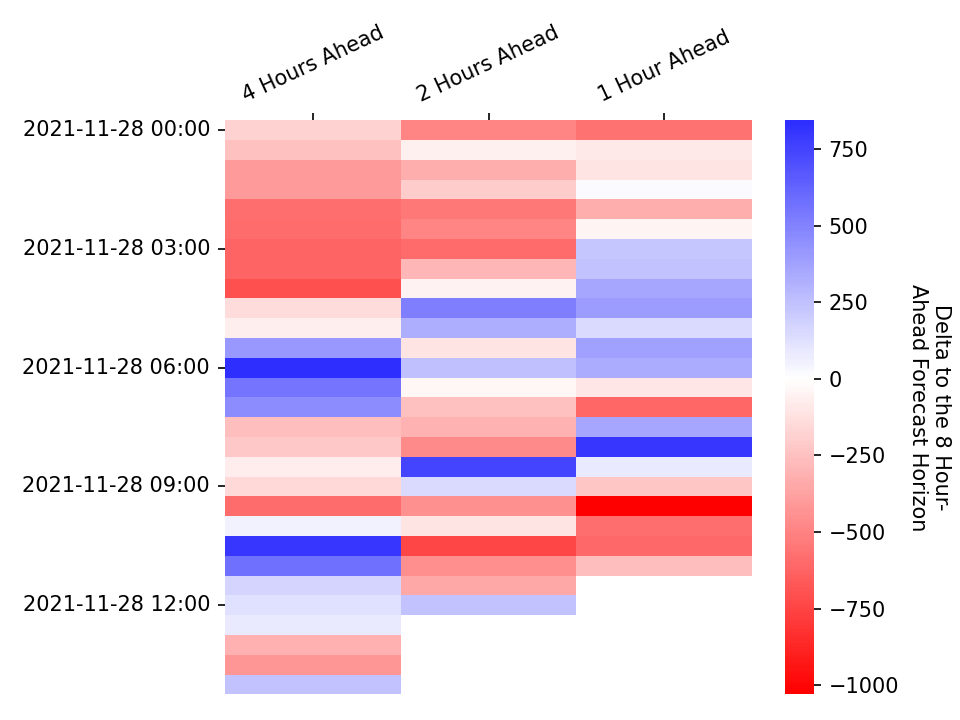 4 Hours Ahead
2 Hours Ahead
1 Hour Ahead
2021-11-28 00:00
2021-11-28 03:00
2021-11-28 06:00
2021-11-28 09:00
2021-11-28 12:00
750
500
250
0
−250
−500
−750
−1000
Delta to the 8 Hour-
Ahead Forecast Horizon